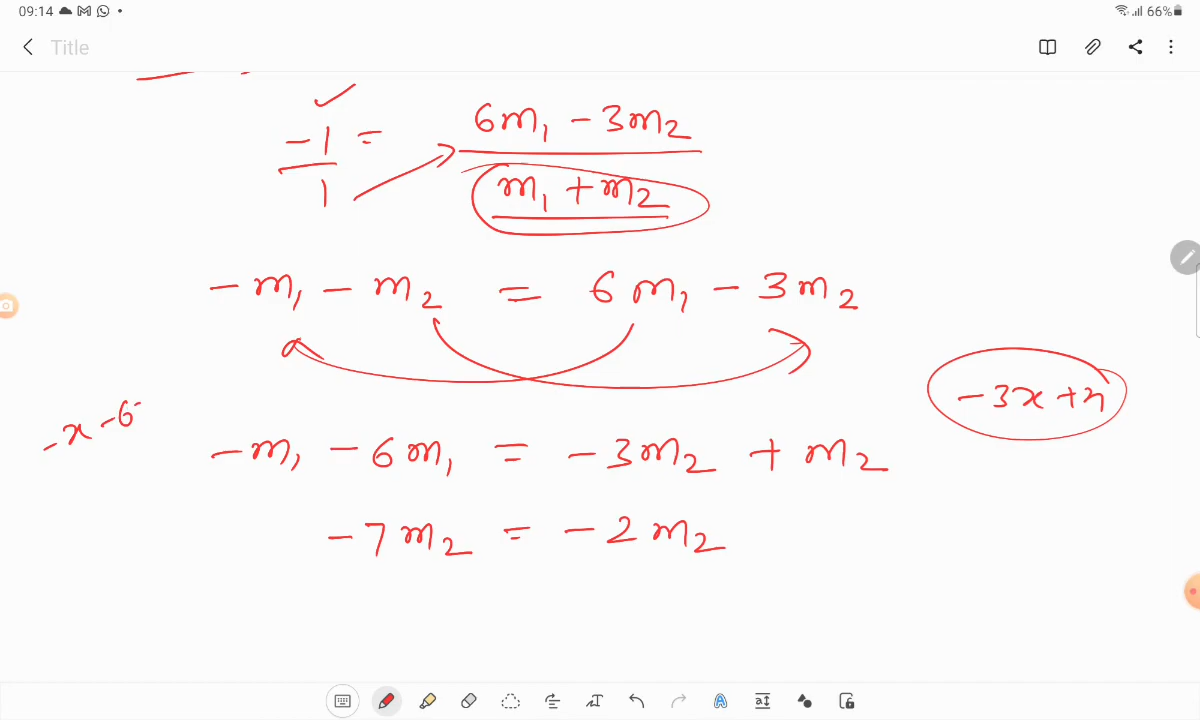 09:14 66%
Title
-1/1 = (6m₁ - 3m₂)/(m₁ + m₂)
-m₁ - m₂ = 6m₁ - 3m₂
-3x+x
-x -6
-m₁ - 6m₁ = -3m₂ + m₂
-7m₂ = -2m₂